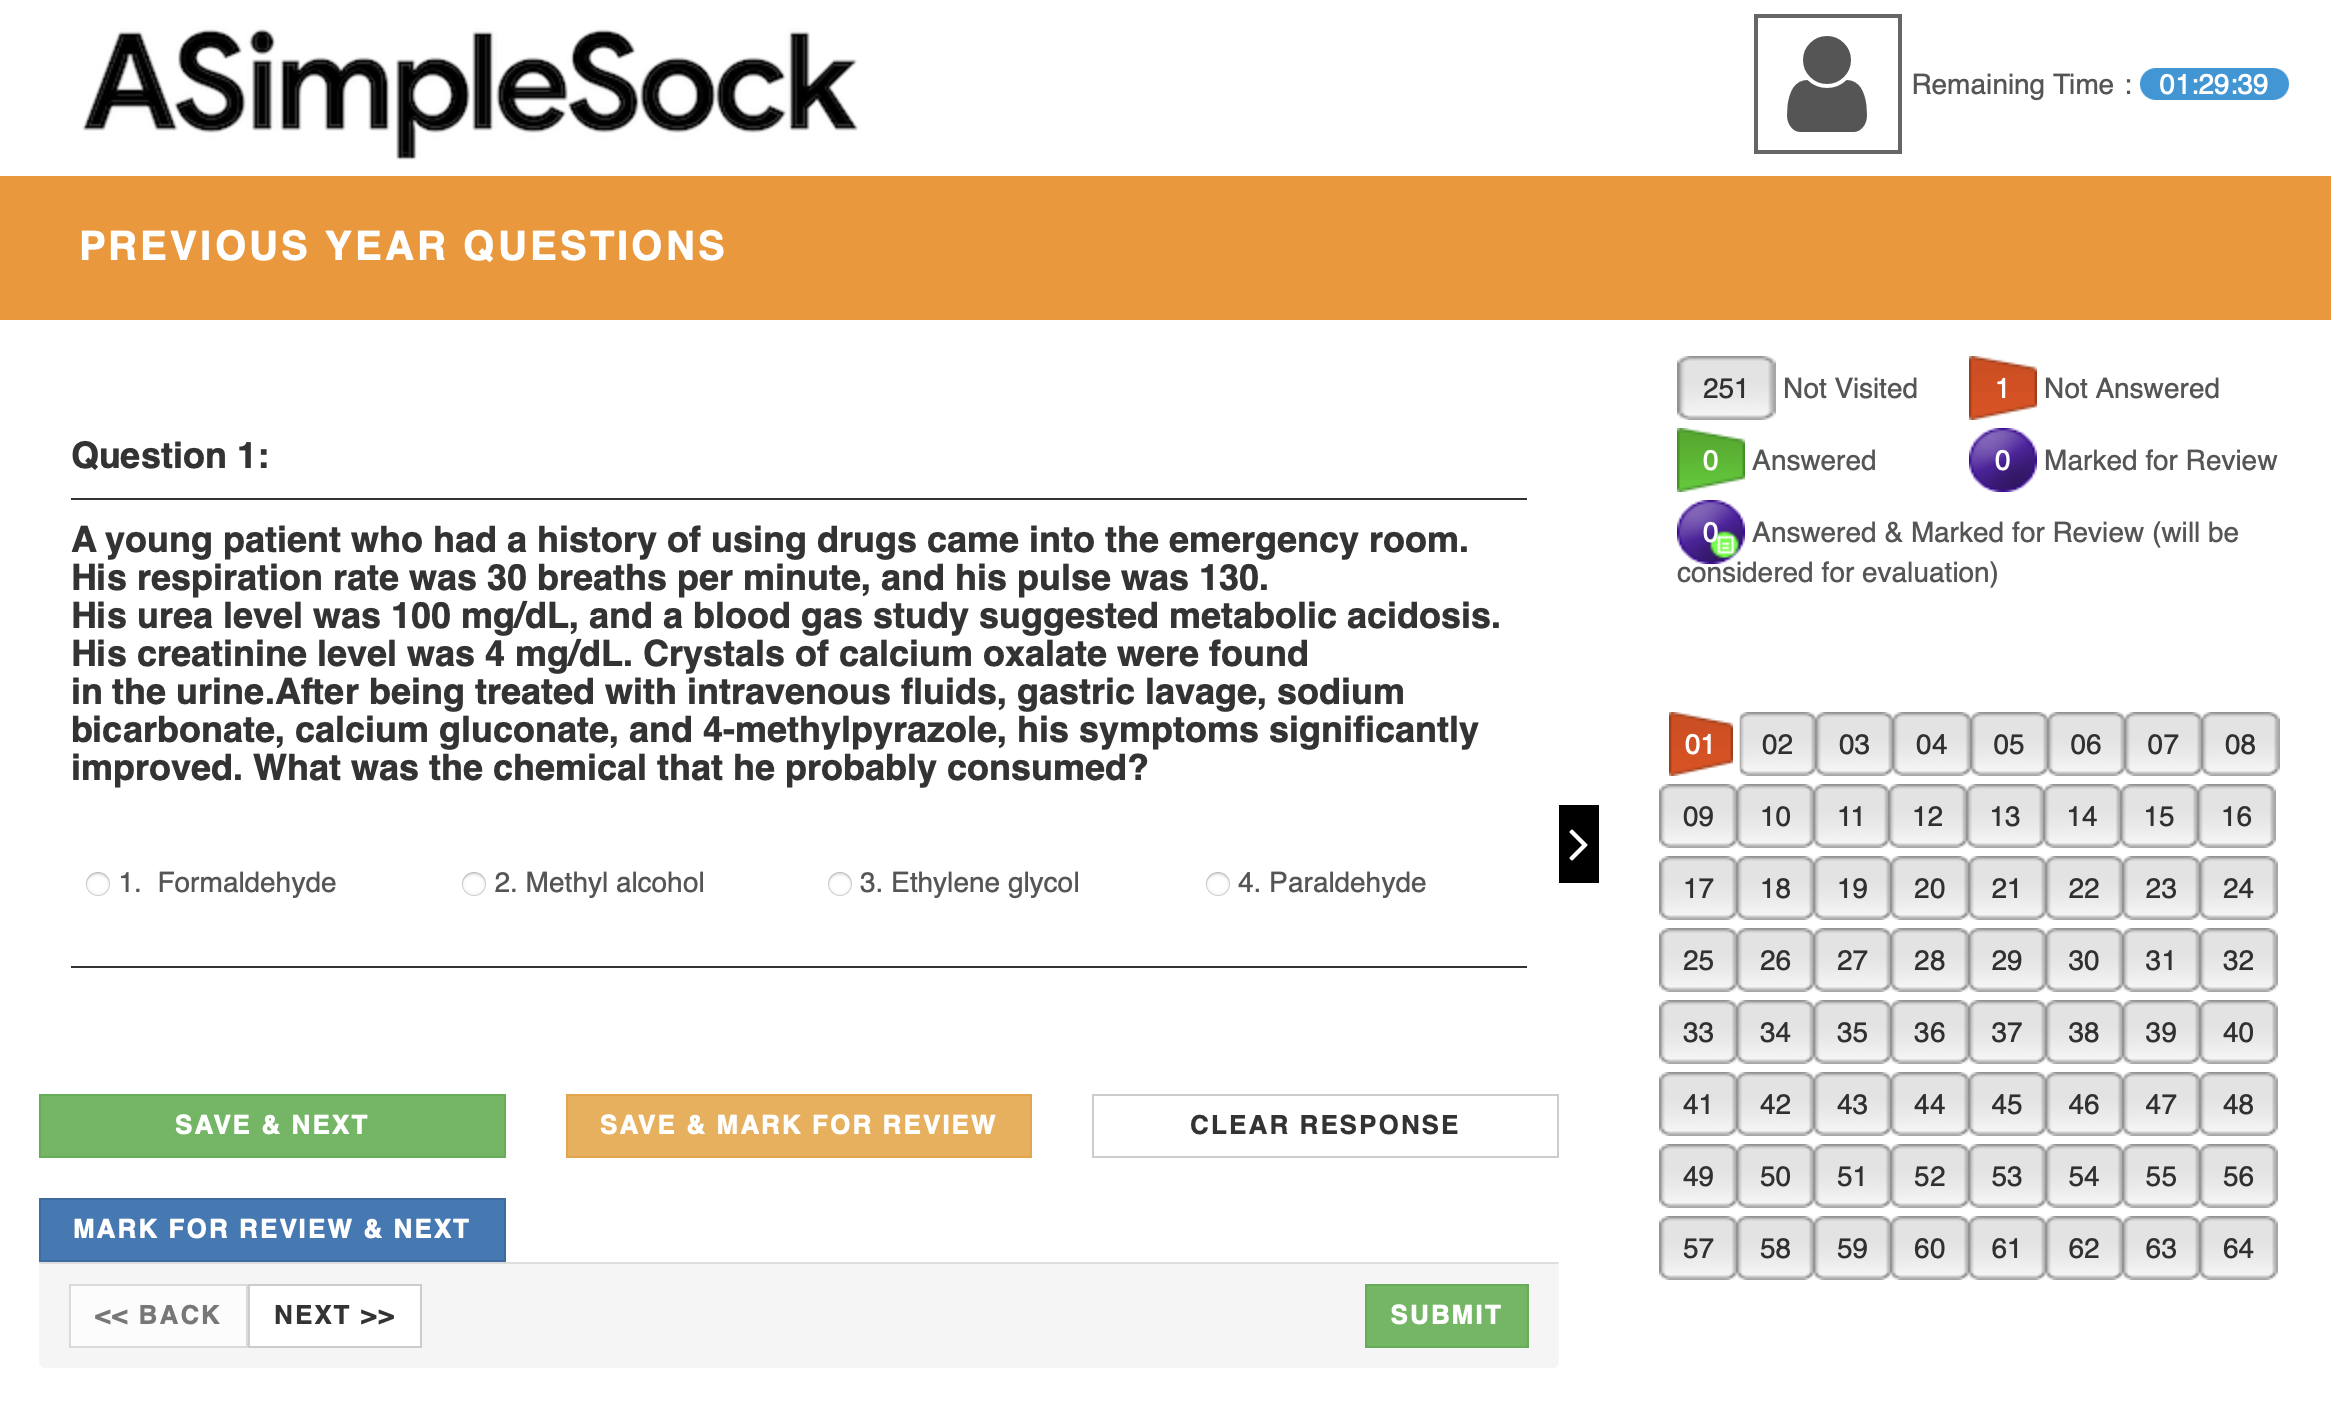 ASimpleSock
Remaining Time : 01:29:39
PREVIOUS YEAR QUESTIONS
251 Not Visited 1 Not Answered
0 Answered 0 Marked for Review
0 Answered & Marked for Review (will be
considered for evaluation)
Question 1:
A young patient who had a history of using drugs came into the emergency room.
His respiration rate was 30 breaths per minute, and his pulse was 130.
His urea level was 100 mg/dL, and a blood gas study suggested metabolic acidosis.
His creatinine level was 4 mg/dL. Crystals of calcium oxalate were found
in the urine.After being treated with intravenous fluids, gastric lavage, sodium
bicarbonate, calcium gluconate, and 4-methylpyrazole, his symptoms significantly
improved. What was the chemical that he probably consumed?
1. Formaldehyde 2. Methyl alcohol 3. Ethylene glycol 4. Paraldehyde
SAVE & NEXT SAVE & MARK FOR REVIEW CLEAR RESPONSE
MARK FOR REVIEW & NEXT
<< BACK NEXT >> SUBMIT
01 02 03 04 05 06 07 08
09 10 11 12 13 14 15 16
17 18 19 20 21 22 23 24
25 26 27 28 29 30 31 32
33 34 35 36 37 38 39 40
41 42 43 44 45 46 47 48
49 50 51 52 53 54 55 56
57 58 59 60 61 62 63 64